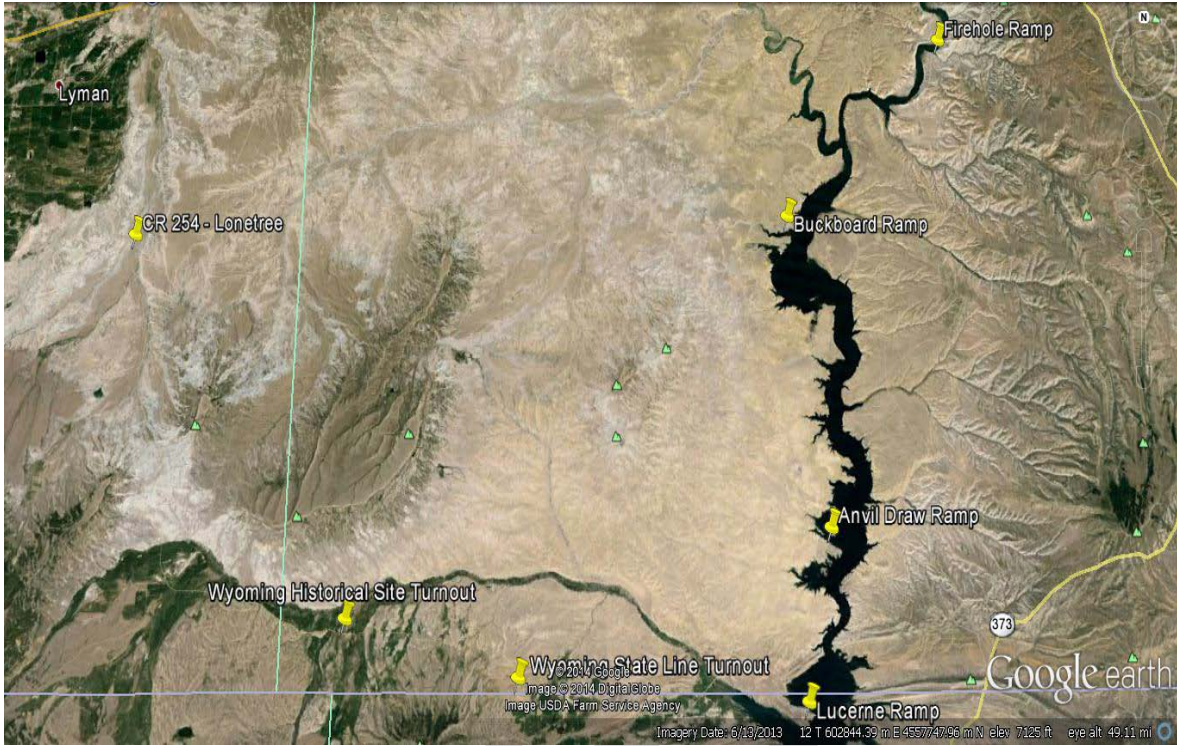 N
Firehole Ramp
Lyman
CR 254 - Lonetree
Buckboard Ramp
Anvil Draw Ramp
Wyoming Historical Site Turnout
373
Wyoming State Line Turnout
© 2014 Google
Image © 2014 DigitalGlobe
Image USDA Farm Service Agency
Google earth
Lucerne Ramp
Imagery Date: 6/13/2013 12 T 602844.39 m E 4557747.96 m N elev 7125 ft eye alt 49.11 mi